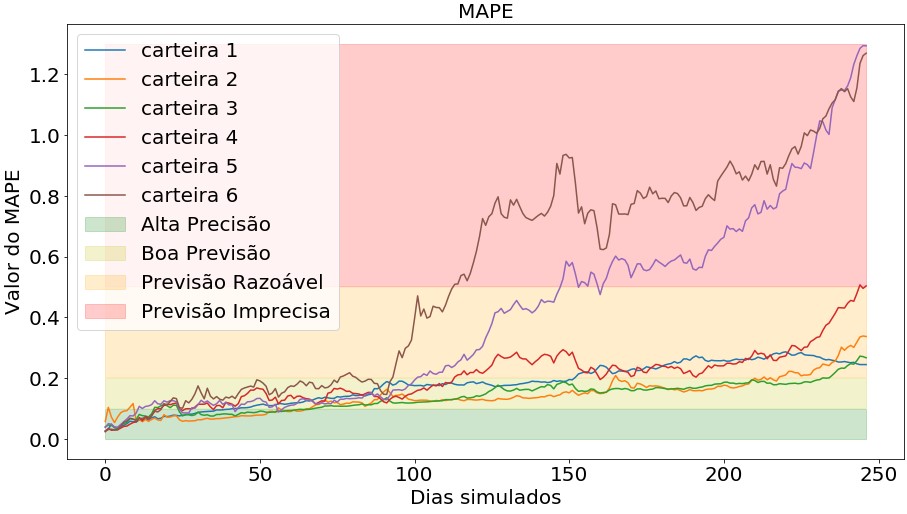 MAPE
Valor do MAPE
1.2
1.0
0.8
0.6
0.4
0.2
0.0
carteira 1
carteira 2
carteira 3
carteira 4
carteira 5
carteira 6
Alta Precisão
Boa Previsão
Previsão Razoável
Previsão Imprecisa
0
50
100
150
200
250
Dias simulados